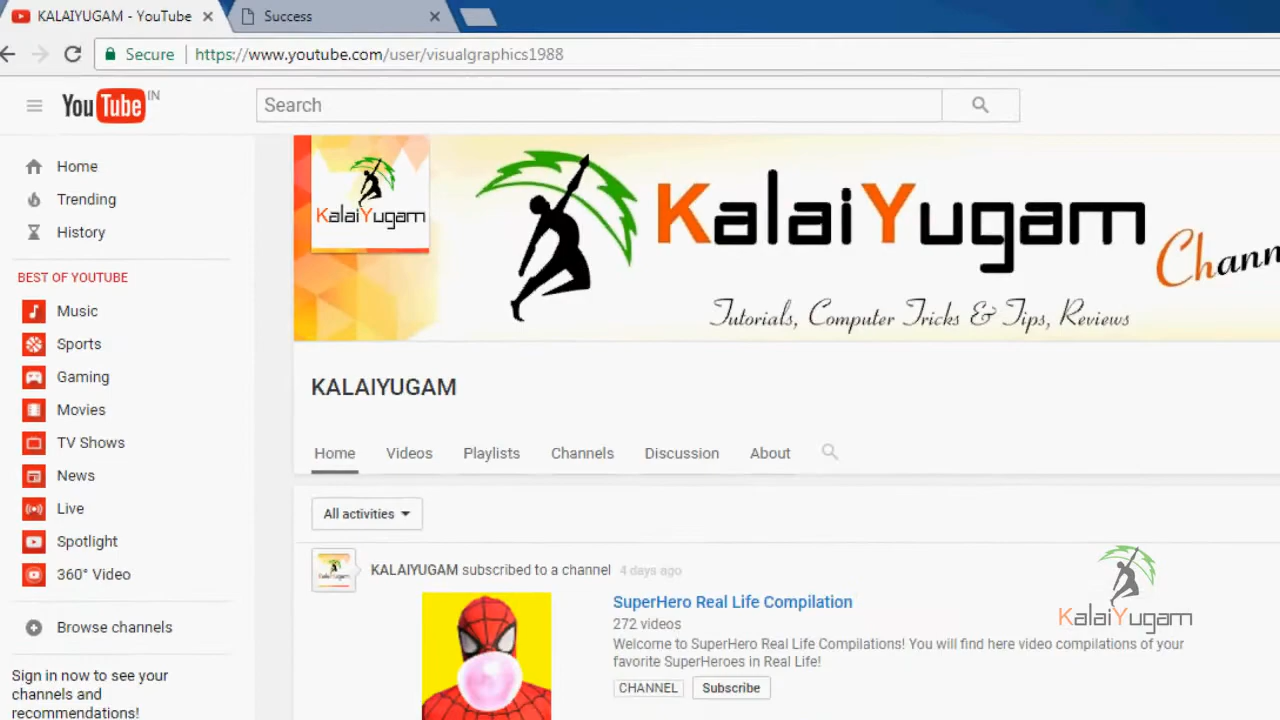 KALAIYUGAM - YouTube
Success
Secure
https://www.youtube.com/user/visualgraphics1988
YouTube IN
Search
Home
Trending
History
BEST OF YOUTUBE
Music
Sports
Gaming
Movies
TV Shows
News
Live
Spotlight
360° Video
Browse channels
Sign in now to see your
channels and
recommendations!
KalaiYugam
KalaiYugam
Chann
Tutorials, Computer Tricks & Tips, Reviews
KALAIYUGAM
Home Videos Playlists Channels Discussion About
All activities
KalaiYugam
KALAIYUGAM subscribed to a channel 4 days ago
SuperHero Real Life Compilation
272 videos
Welcome to SuperHero Real Life Compilations! You will find here video compilations of your
favorite SuperHeroes in Real Life!
CHANNEL Subscribe
KalaiYugam